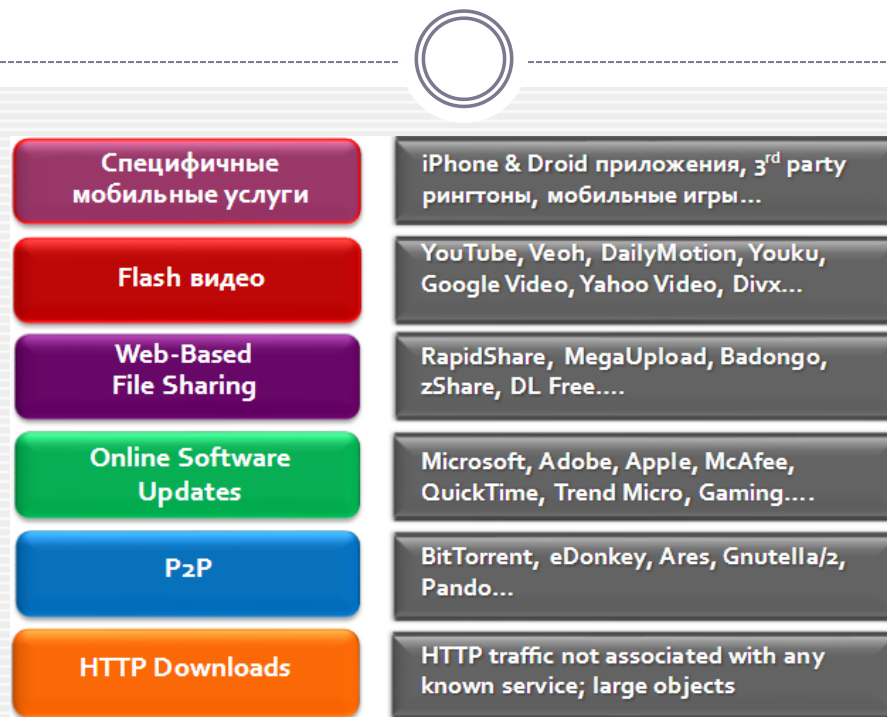 Специфичные
мобильные услуги
iPhone & Droid приложения, 3rd party
рингтоны, мобильные игры...
Flash видео
YouTube, Veoh, DailyMotion, Youku,
Google Video, Yahoo Video, Divx...
Web-Based
File Sharing
RapidShare, MegaUpload, Badongo,
zShare, DL Free....
Online Software
Updates
Microsoft, Adobe, Apple, McAfee,
QuickTime, Trend Micro, Gaming....
P2P
BitTorrent, eDonkey, Ares, Gnutella/2,
Pando...
HTTP Downloads
HTTP traffic not associated with any
known service; large objects